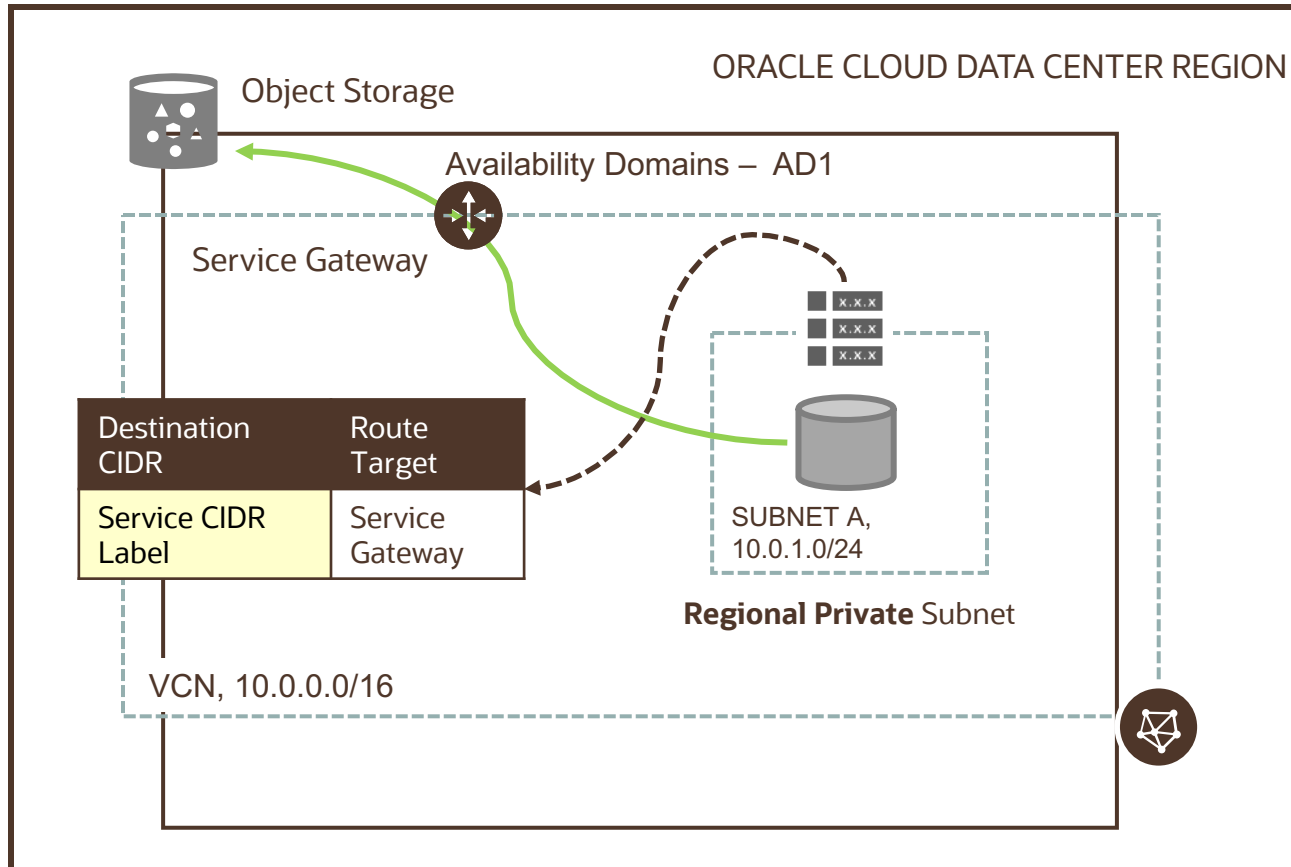 ORACLE CLOUD DATA CENTER REGION
Object Storage
Availability Domains – AD1
Service Gateway
x.x.x
x.x.x
x.x.x
Destination
CIDR
Route
Target
Service CIDR
Label
Service
Gateway
SUBNET A,
10.0.1.0/24
Regional Private Subnet
VCN, 10.0.0.0/16